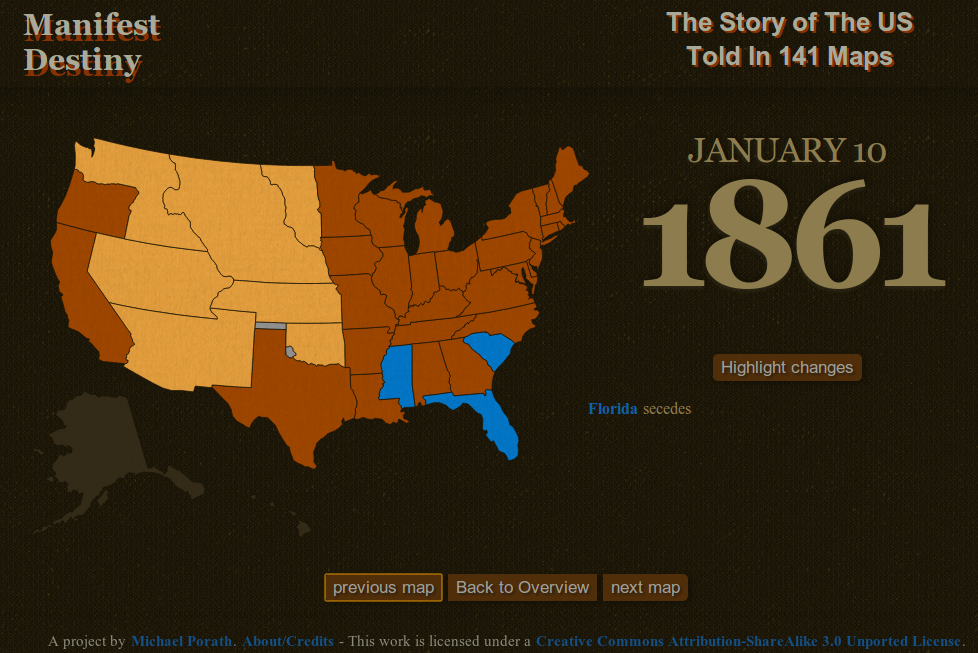 Manifest
Destiny
The Story of The US
Told In 141 Maps
JANUARY 10
1861
Highlight changes
Florida secedes
previous map
Back to Overview
next map
A project by Michael Porath. About/Credits - This work is licensed under a Creative Commons Attribution-ShareAlike 3.0 Unported License.